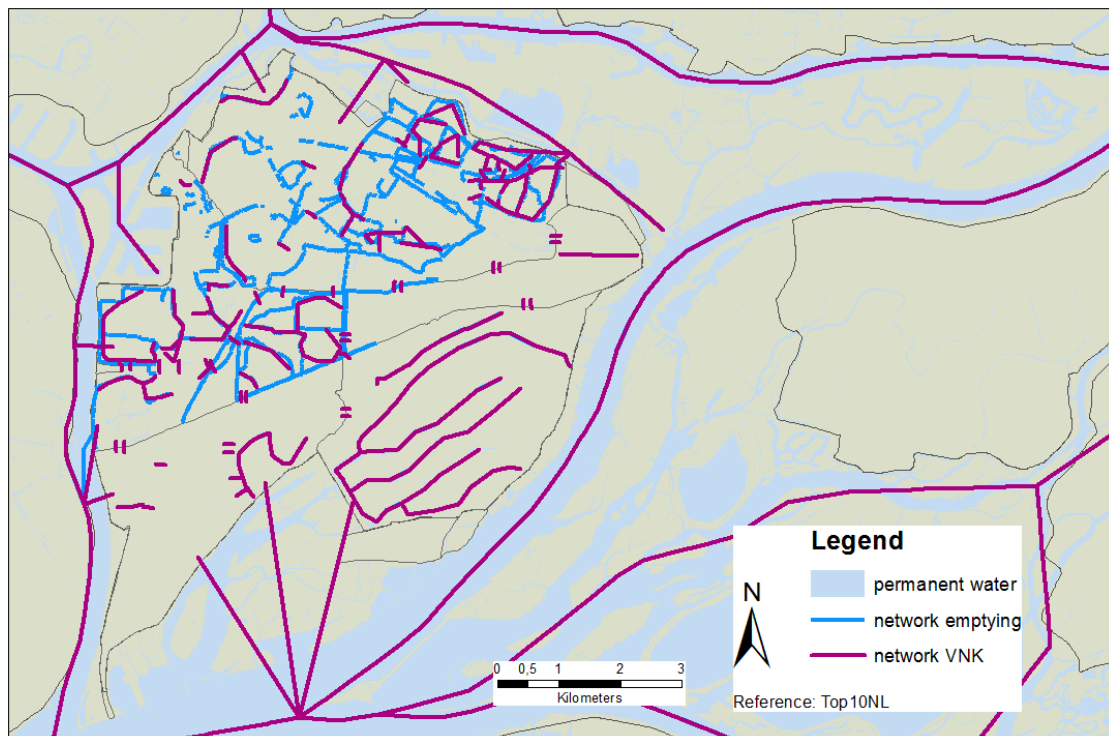 Legend
N
permanent water
network emptying
network VNK
0 0,5 1 2 3
Kilometers
Reference: Top10NL